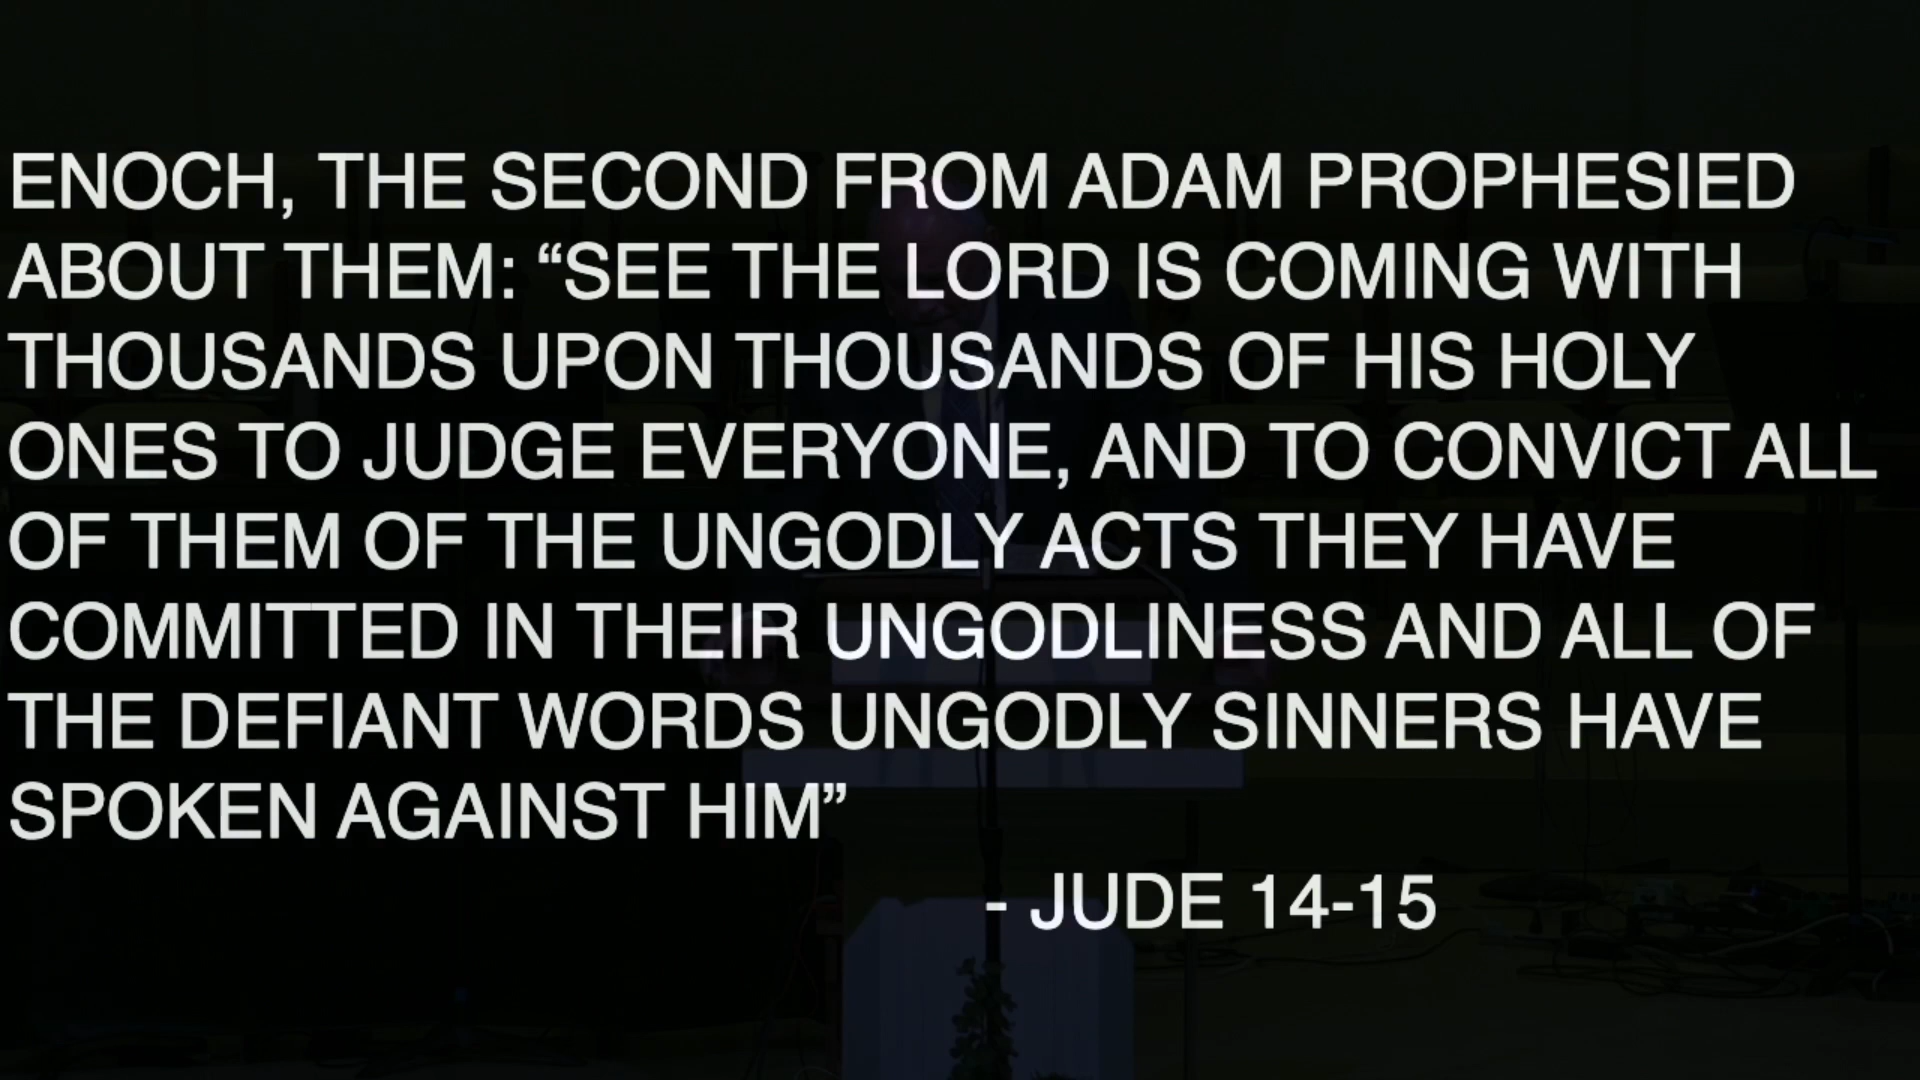 ENOCH, THE SECOND FROM ADAM PROPHESIED
ABOUT THEM: “SEE THE LORD IS COMING WITH
THOUSANDS UPON THOUSANDS OF HIS HOLY
ONES TO JUDGE EVERYONE, AND TO CONVICT ALL
OF THEM OF THE UNGODLY ACTS THEY HAVE
COMMITTED IN THEIR UNGODLINESS AND ALL OF
THE DEFIANT WORDS UNGODLY SINNERS HAVE
SPOKEN AGAINST HIM”
- JUDE 14-15